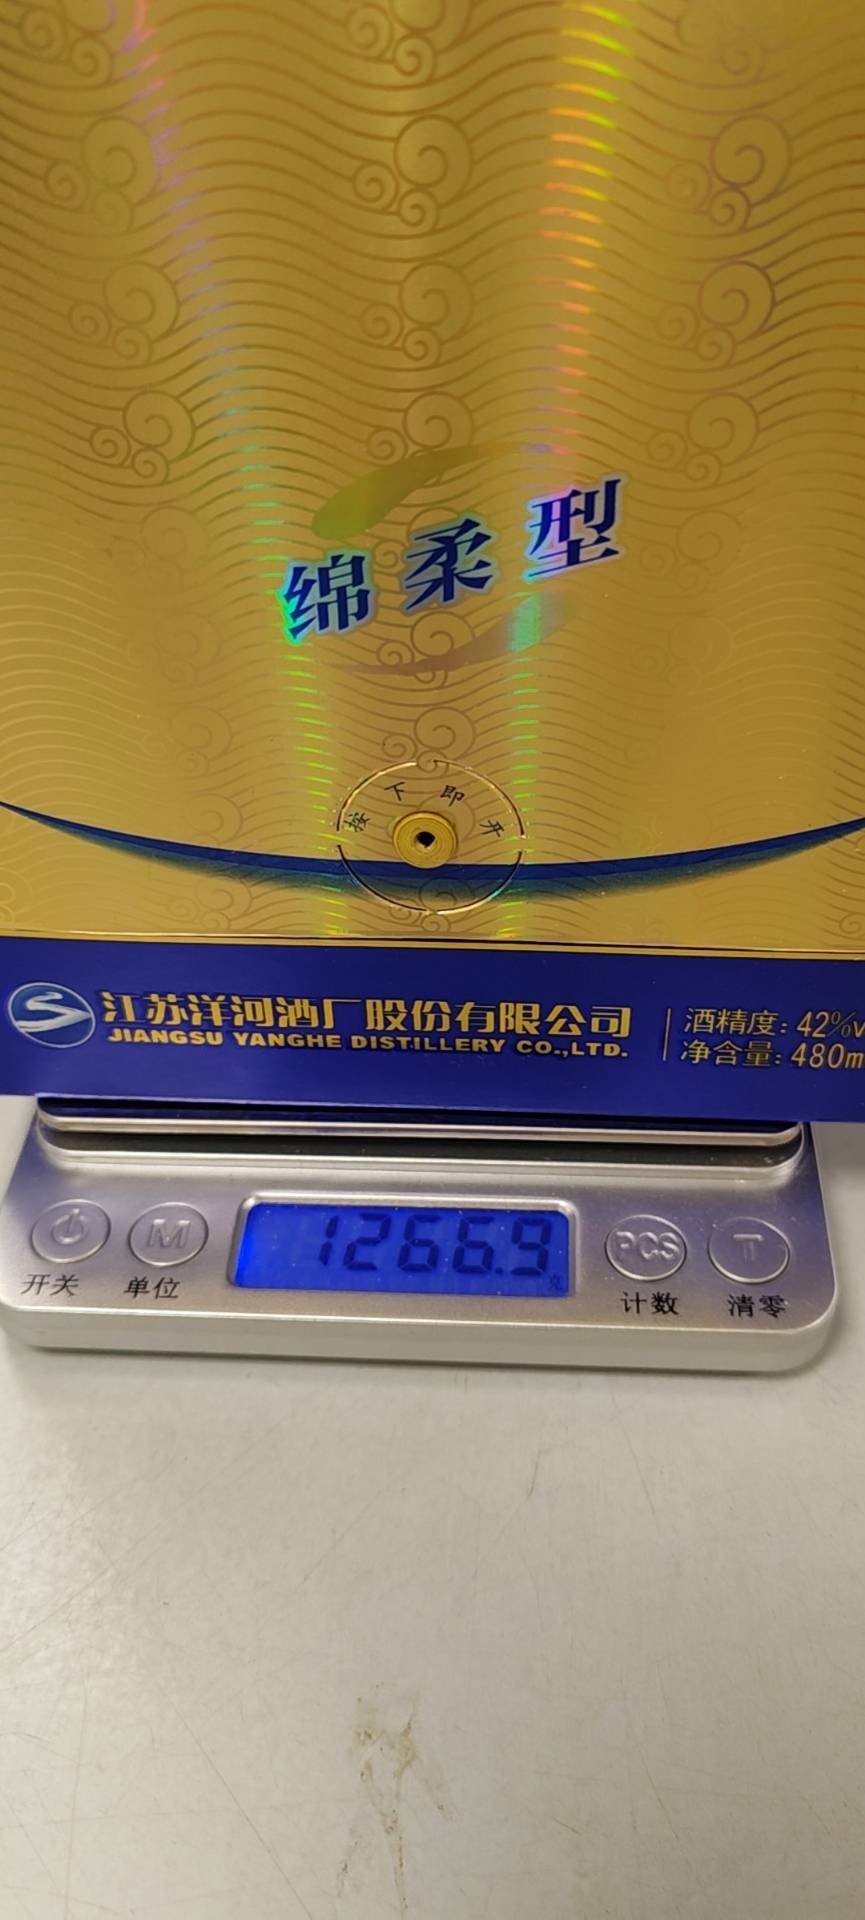 绵柔型
按下即开
江苏洋河酒厂股份有限公司
JIANGSU YANGHE DISTILLERY CO.,LTD.
酒精度: 42%v
净含量: 480m
1266.9
克
M
PCS
T
开关
单位
计数
清零